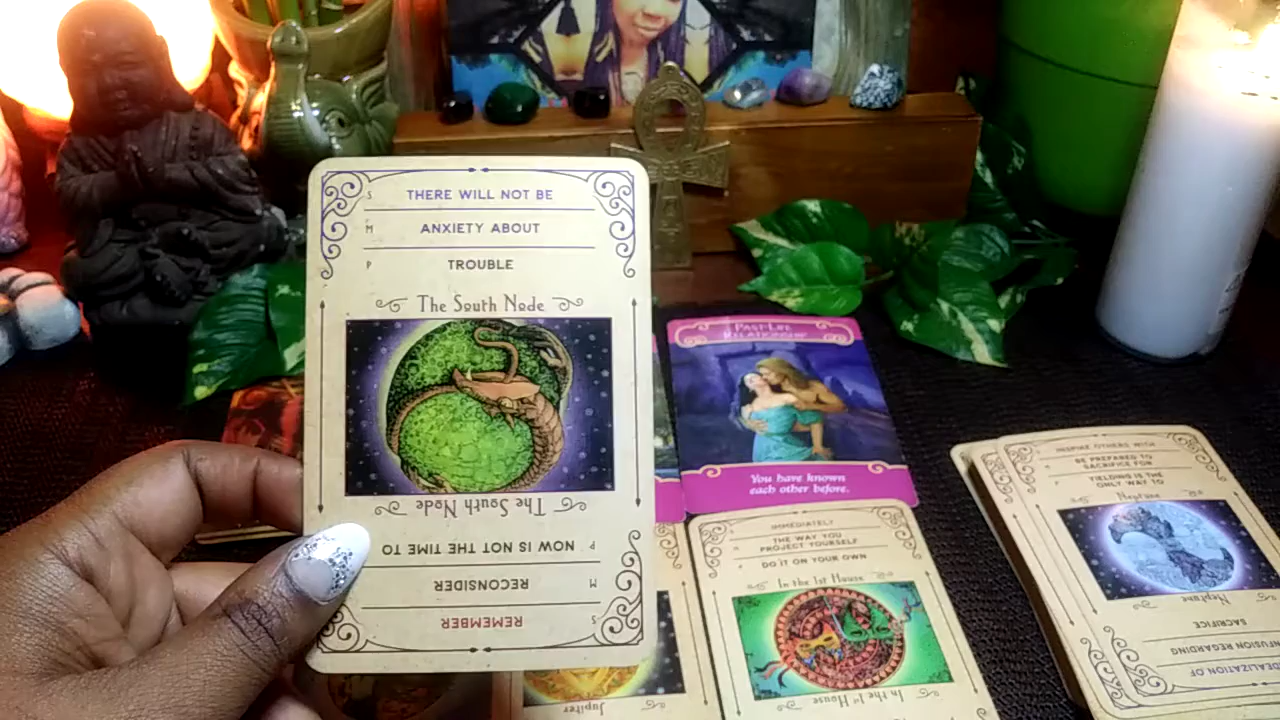 S THERE WILL NOT BE
M ANXIETY ABOUT
P TROUBLE
The South Node
The South Node
P NOW IS NOT THE TIME TO
M RECONSIDER
S REMEMBER
PAST-LIFE
RELATIONSHIP
You have known
each other before.
IMMEDIATELY
THE WAY YOU
PROJECT YOURSELF
DO IT ON YOUR OWN
In the 1st House
In the 1st House
Jupiter
INSPIRE OTHERS WITH
BE PREPARED TO
SACRIFICE FOR
YIELDING IS THE
ONLY WAY TO
Neptune
Neptune
SACRIFICE
REGARDING
OF